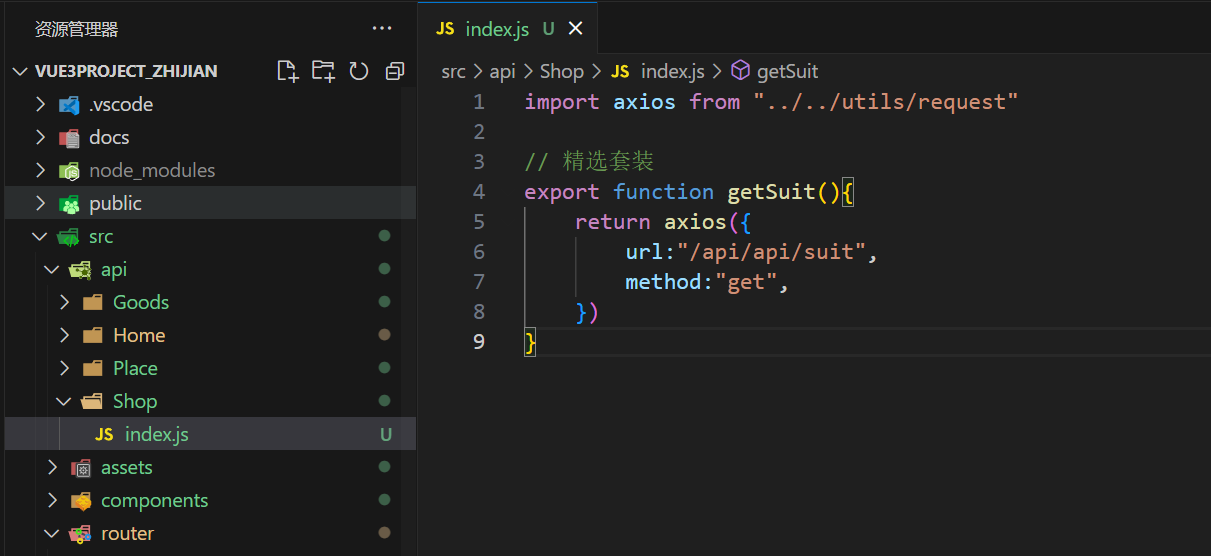 资源管理器 ···
VUE3PROJECT_ZHIJIAN
.vscode
docs
node_modules
public
src
api
Goods
Home
Place
Shop
JS index.js U
assets
components
router
JS index.js U
src > api > Shop > JS index.js > getSuit
1 import axios from "../../utils/request"
2
3 // 精选套装
4 export function getSuit(){
5 return axios({
6 url:"/api/api/suit",
7 method:"get",
8 })
9 }